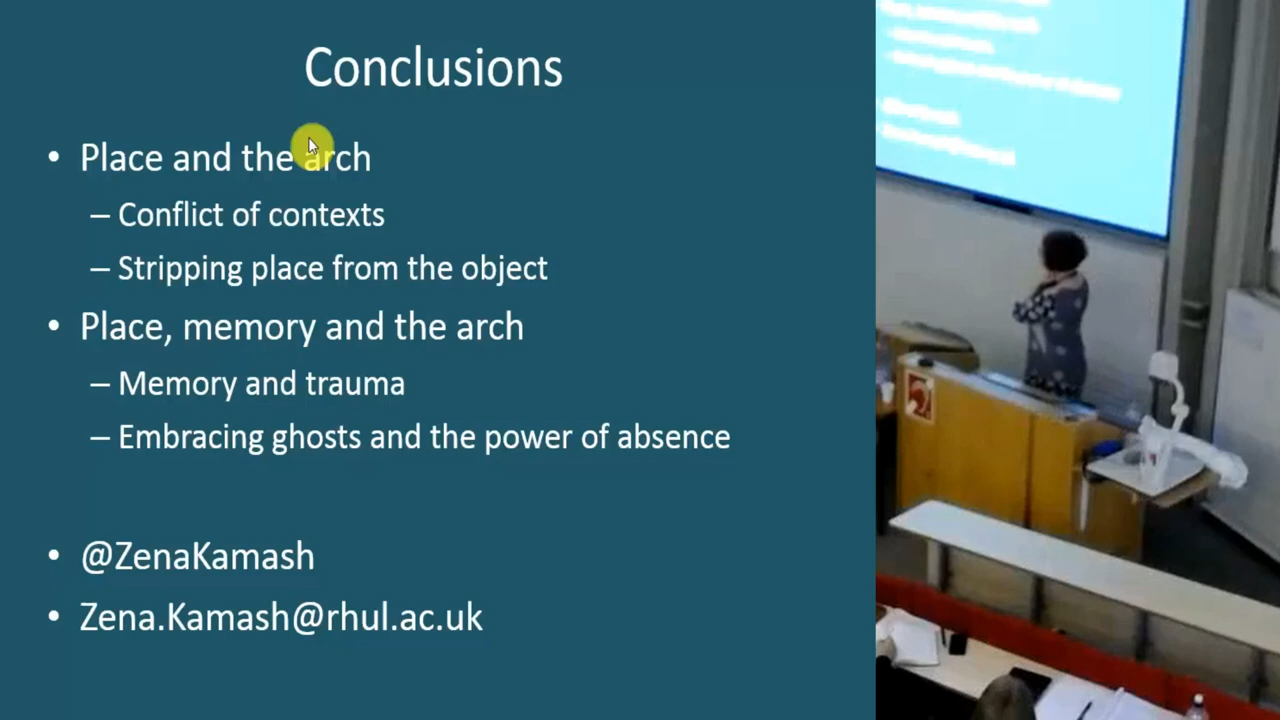 Conclusions
• Place and the arch
– Conflict of contexts
– Stripping place from the object
• Place, memory and the arch
– Memory and trauma
– Embracing ghosts and the power of absence
• @ZenaKamash
• Zena.Kamash@rhul.ac.uk